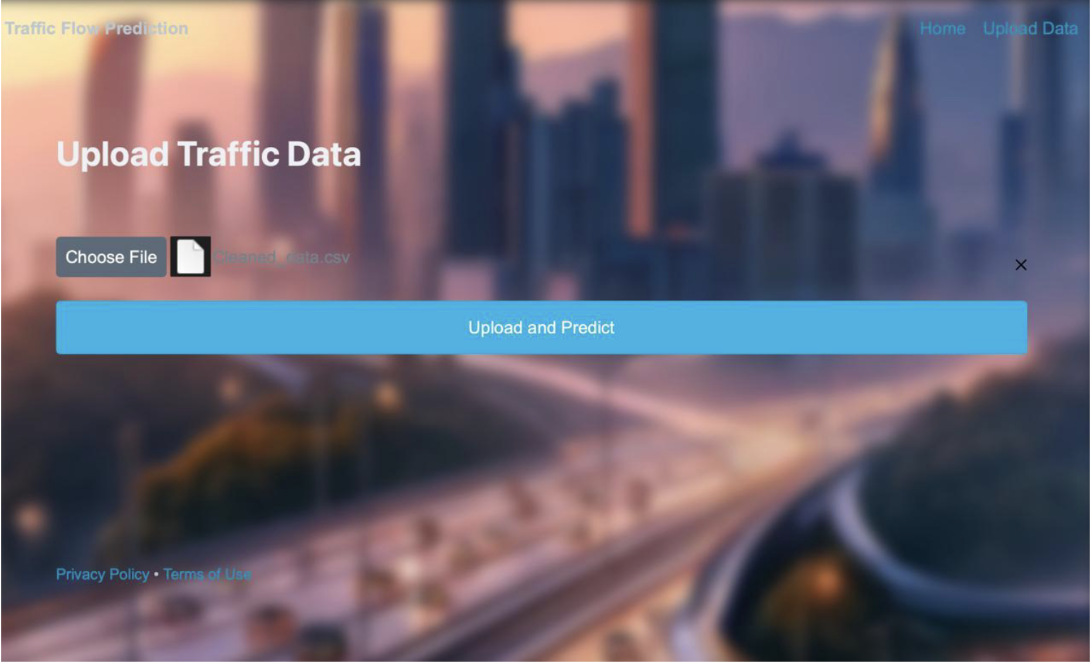 Traffic Flow Prediction Home Upload Data
Upload Traffic Data
Choose File Cleaned_data.csv ×
Upload and Predict
Privacy Policy • Terms of Use